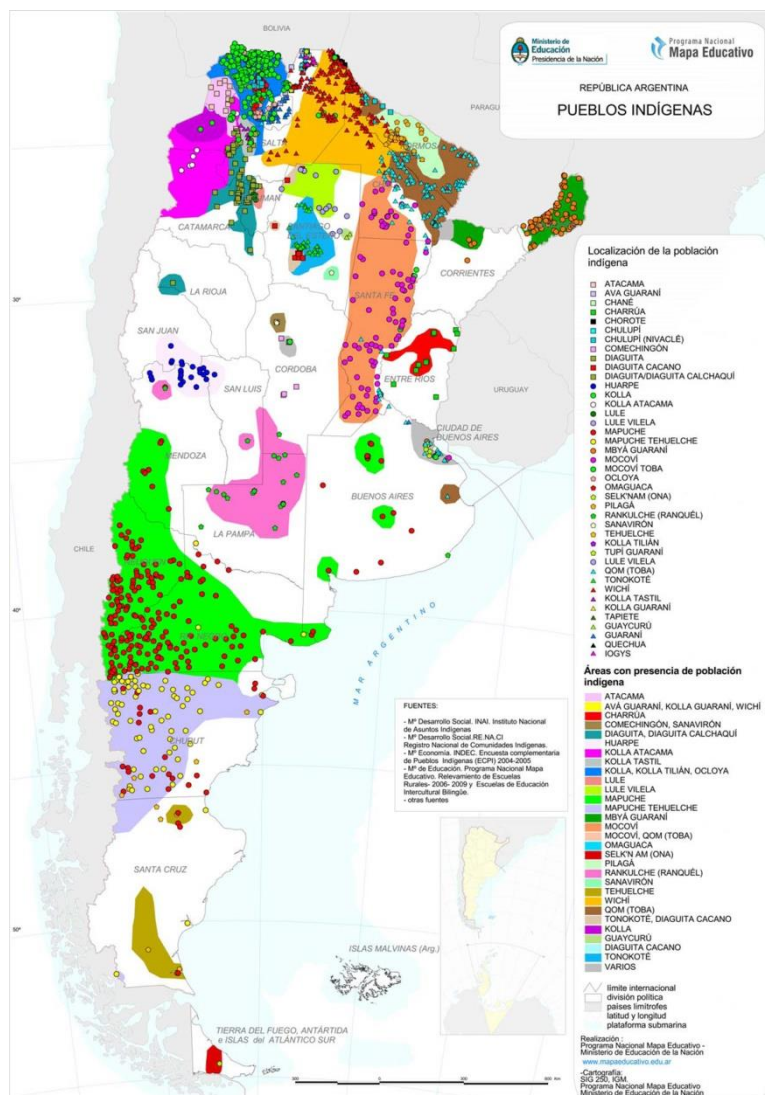 BOLIVIA
Ministerio de
Educación
Presidencia de la Nación
Programa Nacional
Mapa Educativo
REPÚBLICA ARGENTINA
PUEBLOS INDÍGENAS
PARAGU
SALTA
FORMOSA
CATAMARCA
SANTIAGO
LA RIOJA
CORRIENTES
30°
SANTA FE
SAN JUAN
CORDOBA
SAN LUIS
ENTRE RÍOS
URUGUAY
CIUDAD DE
BUENOS AIRES
MENDOZA
BUENOS AIRES
LA PAMPA
CHILE
40°
RIO NEGRO
MAR ARGENTINO
CHUBUT
SANTA CRUZ
50°
ISLAS MALVINAS (Arg.)
TIERRA DEL FUEGO, ANTÁRTIDA
e ISLAS del ATLÁNTICO SUR
FUENTES:
- Mº Desarrollo Social. INAI. Instituto Nacional
de Asuntos Indígenas
- Mº Desarrollo Social.RE.NA.CI
Registro Nacional de Comunidades Indígenas.
- Mº Economía. INDEC. Encuesta complementaria
de Pueblos Indígenas (ECPI) 2004-2005
- Mº de Educación. Programa Nacional Mapa
Educativo. Relevamiento de Escuelas
Rurales- 2006- 2009 y Escuelas de Educación
Intercultural Bilingüe.
- otras fuentes
Localización de la población
indígena
ATACAMA
AVA GUARANÍ
CHANÉ
CHARRÚA
CHOROTE
CHULUPÍ
CHULUPÍ (NIVACLÉ)
COMECHINGÓN
DIAGUITA
DIAGUITA CACANO
DIAGUITA/DIAGUITA CALCHAQUÍ
HUARPE
KOLLA
KOLLA ATACAMA
LULE
LULE VILELA
MAPUCHE
MAPUCHE TEHUELCHE
MBYÁ GUARANÍ
MOCOVÍ
MOCOVÍ TOBA
OCLOYA
OMAGUACA
SELK'NAM (ONA)
PILAGÁ
RANKULCHE (RANQUÉL)
SANAVIRÓN
TEHUELCHE
KOLLA TILIÁN
TUPÍ GUARANÍ
LULE VILELA
QOM (TOBA)
TONOKOTÉ
WICHÍ
KOLLA TASTIL
KOLLA GUARANÍ
TAPIETE
GUAYCURÚ
GUARANÍ
QUECHUA
IOGYS
Áreas con presencia de población
indígena
ATACAMA
AVÁ GUARANÍ, KOLLA GUARANÍ, WICHÍ
CHARRÚA
COMECHINGÓN, SANAVIRÓN
DIAGUITA, DIAGUITA CALCHAQUÍ
HUARPE
KOLLA ATACAMA
KOLLA TASTIL
KOLLA, KOLLA TILIÁN, OCLOYA
LULE
LULE VILELA
MAPUCHE
MAPUCHE TEHUELCHE
MBYÁ GUARANÍ
MOCOVÍ
MOCOVÍ, QOM (TOBA)
OMAGUACA
SELK'N AM (ONA)
PILAGÁ
RANKULCHE (RANQUÉL)
SANAVIRÓN
TEHUELCHE
WICHÍ
QOM (TOBA)
TONOKOTÉ, DIAGUITA CACANO
KOLLA
GUAYCURÚ
DIAGUITA CACANO
TONOKOTÉ
VARIOS
límite internacional
división política
países limítrofes
latitud y longitud
plataforma submarina
Realización :
Programa Nacional Mapa Educativo -
Ministerio de Educación de la Nación
www.mapaeducativo.edu.ar
-Cartografía:
SIG 250, IGM.
Programa Nacional Mapa Educativo
Ministerio de Educación de la Nación